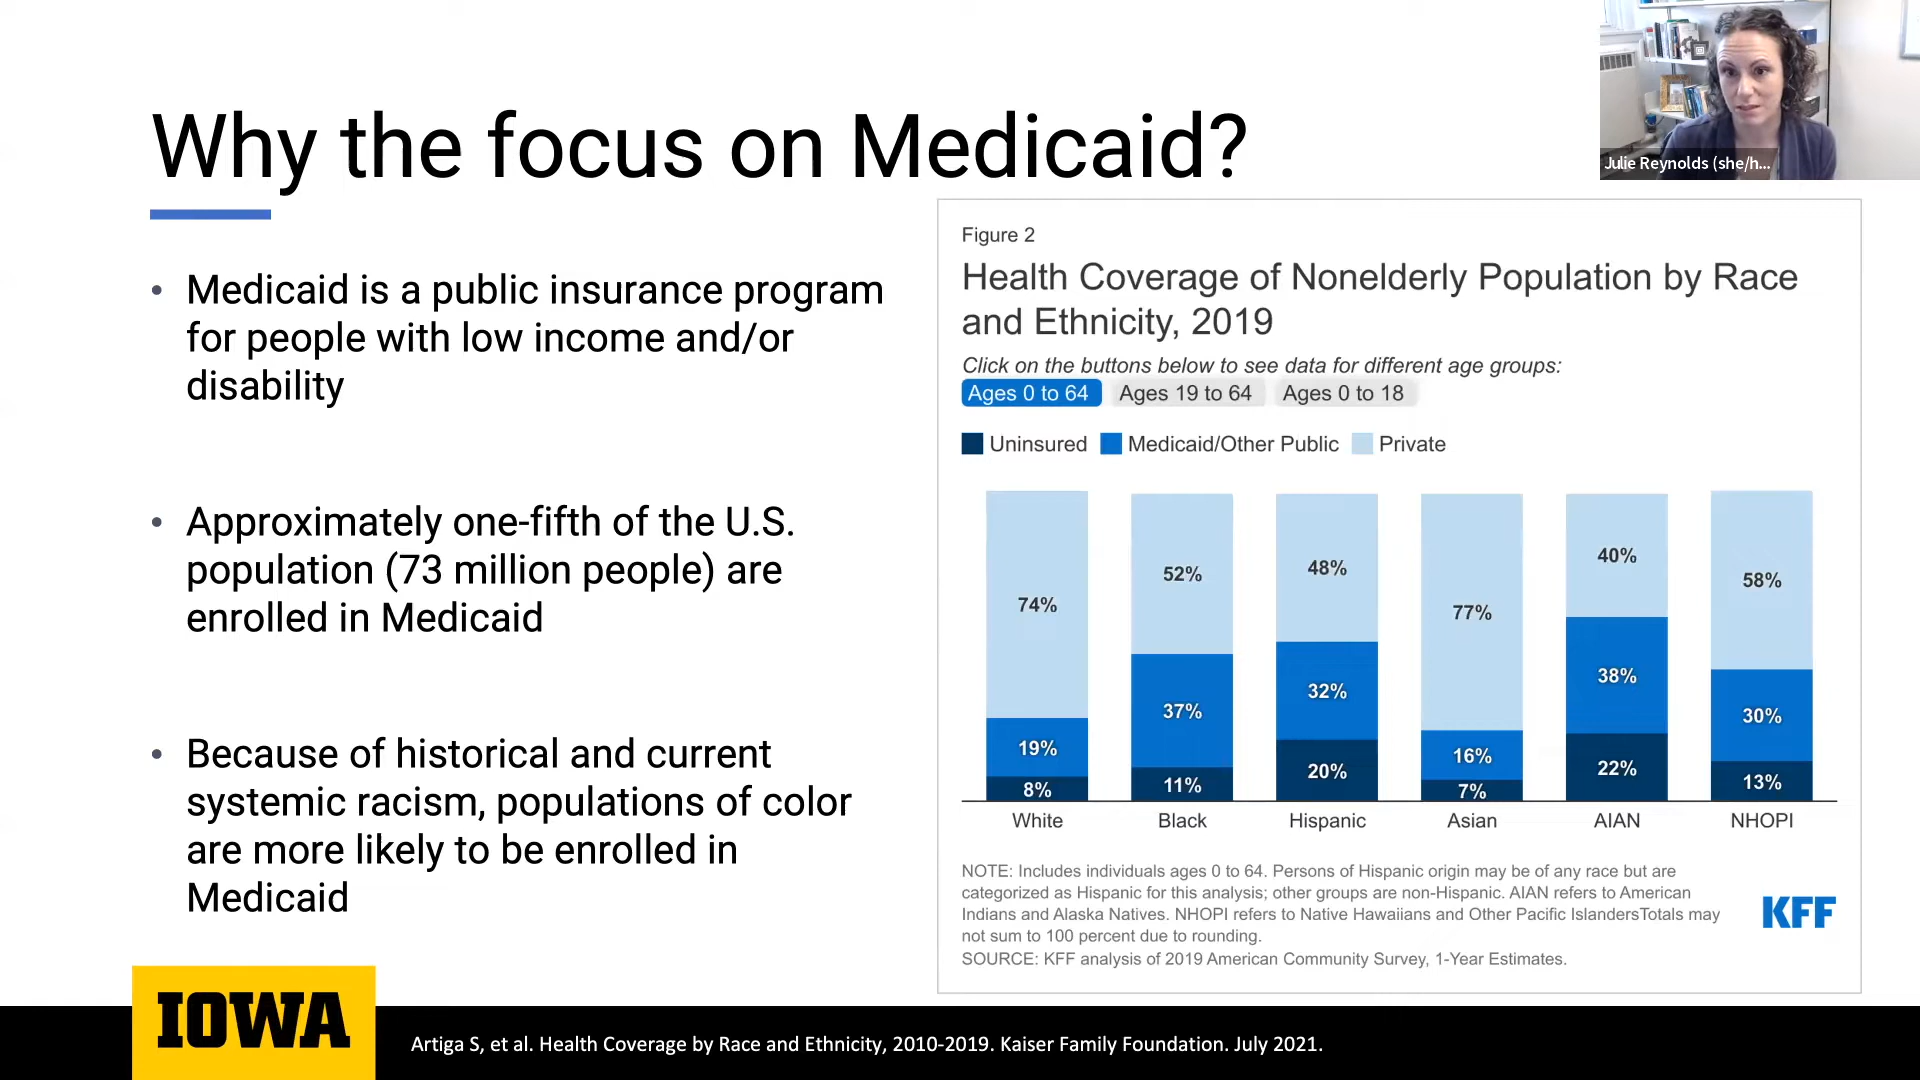 Why the focus on Medicaid?
Julie Reynolds (she/h...
• Medicaid is a public insurance program
for people with low income and/or
disability
• Approximately one-fifth of the U.S.
population (73 million people) are
enrolled in Medicaid
• Because of historical and current
systemic racism, populations of color
are more likely to be enrolled in
Medicaid
Figure 2
Health Coverage of Nonelderly Population by Race
and Ethnicity, 2019
Click on the buttons below to see data for different age groups:
Ages 0 to 64 Ages 19 to 64 Ages 0 to 18
Uninsured Medicaid/Other Public Private
74% 52% 48% 77% 40% 58%
19% 37% 32% 16% 38% 30%
8% 11% 20% 7% 22% 13%
White Black Hispanic Asian AIAN NHOPI
NOTE: Includes individuals ages 0 to 64. Persons of Hispanic origin may be of any race but are
categorized as Hispanic for this analysis; other groups are non-Hispanic. AIAN refers to American
Indians and Alaska Natives. NHOPI refers to Native Hawaiians and Other Pacific IslandersTotals may
not sum to 100 percent due to rounding.
SOURCE: KFF analysis of 2019 American Community Survey, 1-Year Estimates.
KFF
IOWA
Artiga S, et al. Health Coverage by Race and Ethnicity, 2010-2019. Kaiser Family Foundation. July 2021.